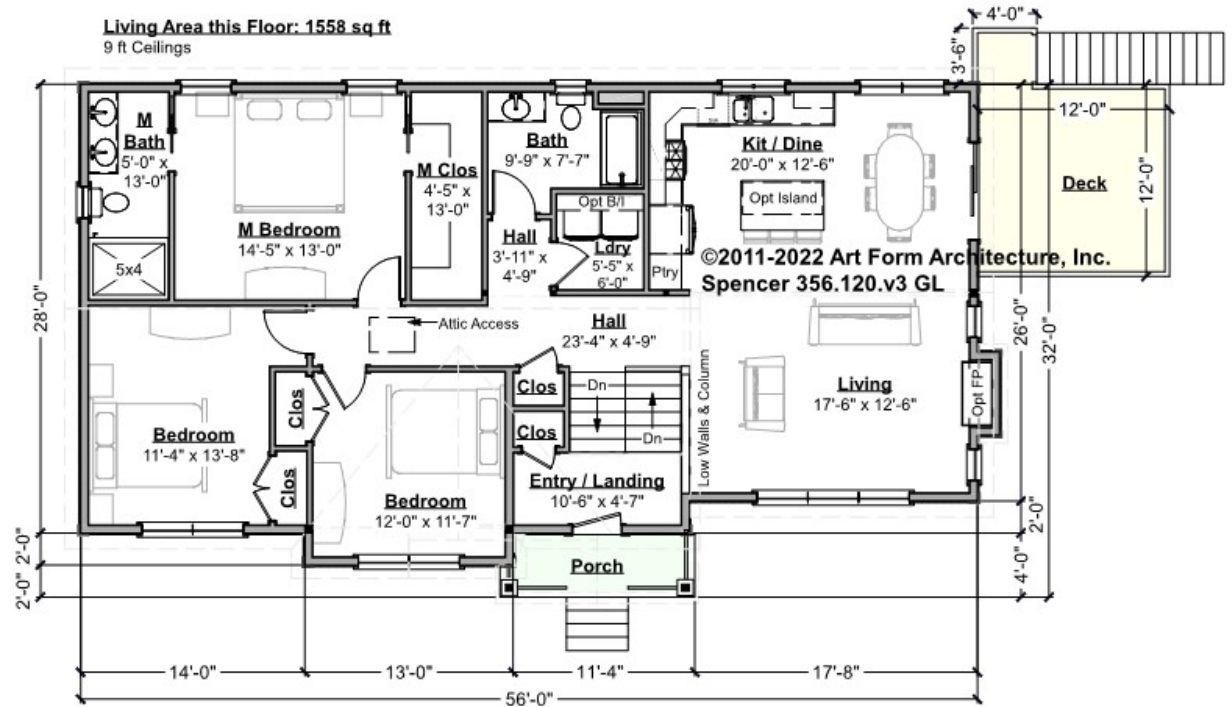 Living Area this Floor: 1558 sq ft
9 ft Ceilings
4'-0"
3'-6"
12'-0"
12'-0"
Deck
M
Bath
5'-0" x
13'-0"
5x4
M Bedroom
14'-5" x 13'-0"
M Clos
4'-5" x
13'-0"
Bath
9'-9" x 7'-7"
Opt B/I
Hall
3'-11" x
4'-9"
Ldry
5'-5" x
6'-0"
Kit / Dine
20'-0" x 12'-6"
Opt Island
Ptry
©2011-2022 Art Form Architecture, Inc.
Spencer 356.120.v3 GL
28'-0"
Attic Access
Hall
23'-4" x 4'-9"
26'-0"
32'-0"
Bedroom
11'-4" x 13'-8"
Clos
Clos
Bedroom
12'-0" x 11'-7"
Clos
Clos
Dn
Dn
Entry / Landing
10'-6" x 4'-7"
Low Walls & Column
Living
17'-6" x 12'-6"
Opt FP
2'-0"
2'-0"
2'-0"
4'-0"
Porch
14'-0"
13'-0"
11'-4"
17'-8"
56'-0"